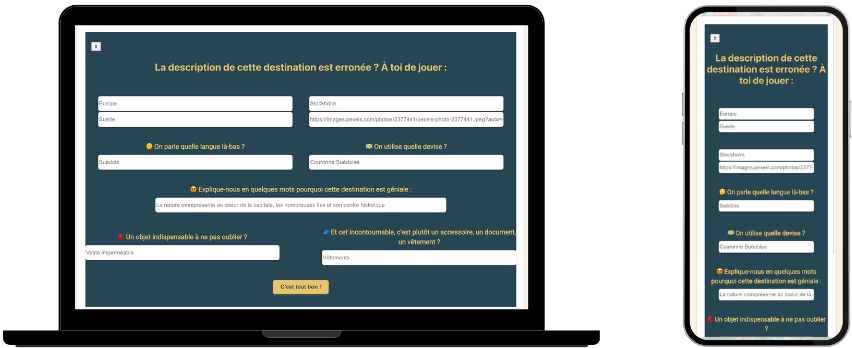 x
La description de cette destination est erronée ? À toi de jouer :
Europe
Stockholm
Suède
https://images.pexels.com/photos/2377441/pexels-photo-2377441.jpeg?autom
🤔 On parle quelle langue là-bas ?
💴 On utilise quelle devise ?
Suédois
Couronne Suédoise
😍 Explique-nous en quelques mots pourquoi cette destination est géniale :
La nature omniprésente au coeur de la capitale, les nombreuses îles et son centre historique
Un objet indispensable à ne pas oublier ?
Et cet incontournable, c'est plutôt un accessoire, un document,
un vêtement ?
Veste imperméable
Vêtements
C'est tout bon !
x
La description de cette
destination est erronée ? À
toi de jouer :
Europe
Suède
Stockholm
https://images.pexels.com/photos/2377
🤔 On parle quelle langue là-bas ?
Suédois
💴 On utilise quelle devise ?
Couronne Suédoise
😍 Explique-nous en quelques mots
pourquoi cette destination est géniale :
La nature omniprésente au coeur de la
Un objet indispensable à ne pas oublier
?